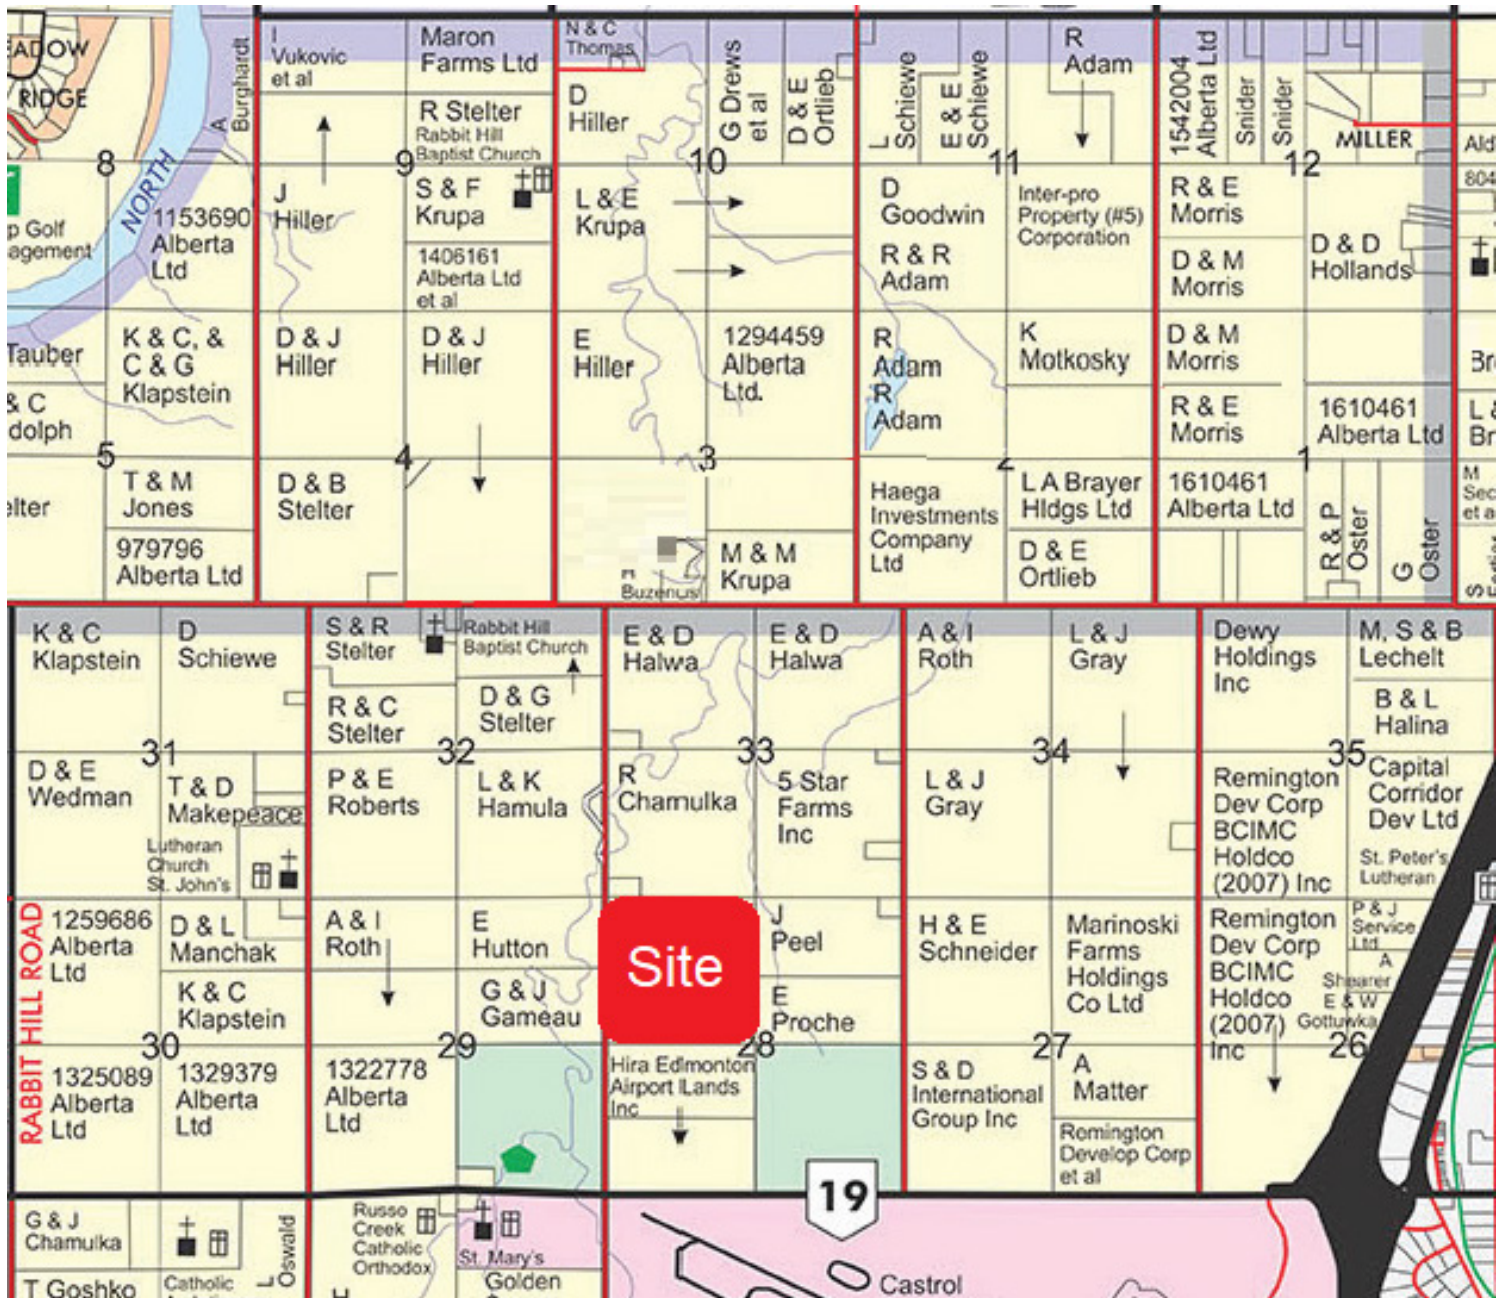 EADOW
RIDGE
A Burghardt
I
Vukovic
et al
Maron
Farms Ltd
N & C
Thomas
D
Hiller
G Drews
et al
D & E
Ortlieb
L
Schiewe
E & E
Schiewe
R
Adam
1542004
Alberta Ltd
Snider
Snider
MILLER
Ald
R Stelter
Rabbit Hill
Baptist Church
8
9
10
11
12
804
NORTH
p Golf
agement
1153690
Alberta
Ltd
J
Hiller
S & F
Krupa
1406161
Alberta Ltd
et al
L & E
Krupa
D
Goodwin
R & R
Adam
Inter-pro
Property (#5)
Corporation
R & E
Morris
D & M
Morris
D & D
Hollands
Tauber
& C
dolph
K & C, &
C & G
Klapstein
D & J
Hiller
D & J
Hiller
E
Hiller
1294459
Alberta
Ltd.
R
Adam
R
Adam
K
Motkosky
D & M
Morris
R & E
Morris
1610461
Alberta Ltd
Br
L &
Br
5
4
3
2
1
elter
T & M
Jones
979796
Alberta Ltd
D & B
Stelter
H
Buzenus
M & M
Krupa
Haega
Investments
Company
Ltd
L A Brayer
Hldgs Ltd
D & E
Ortlieb
1610461
Alberta Ltd
R & P
Oster
G
Oster
M
Sec
et a
K & C
Klapstein
D
Schiewe
S & R
Stelter
Rabbit Hill
Baptist Church
R & C
Stelter
D & G
Stelter
E & D
Halwa
E & D
Halwa
A & I
Roth
L & J
Gray
Dewy
Holdings
Inc
M, S & B
Lechelt
B & L
Halina
31
32
33
34
35
D & E
Wedman
T & D
Makepeace
Lutheran
Church
St. John's
P & E
Roberts
L & K
Hamula
R
Chamulka
5 Star
Farms
Inc
L & J
Gray
Remington
Dev Corp
BCIMC
Holdco
(2007) Inc
Capital
Corridor
Dev Ltd
St. Peter's
Lutheran
RABBIT HILL ROAD
1259686
Alberta
Ltd
D & L
Manchak
K & C
Klapstein
A & I
Roth
E
Hutton
G & J
Gameau
Site
J
Peel
E
Proche
H & E
Schneider
Marinoski
Farms
Holdings
Co Ltd
Remington
Dev Corp
BCIMC
Holdco
(2007)
Inc
P & J
Service
Ltd
A
Shearer
E & W
Gottuwka
30
29
28
27
26
1325089
Alberta
Ltd
1329379
Alberta
Ltd
1322778
Alberta
Ltd
Hira Edmonton
Airport Lands
Inc
S & D
International
Group Inc
A
Matter
Remington
Develop Corp
et al
19
G & J
Chamulka
T Goshko
Catholic
L Oswald
Russo
Creek
Catholic
Orthodox
St. Mary's
Golden
Castrol